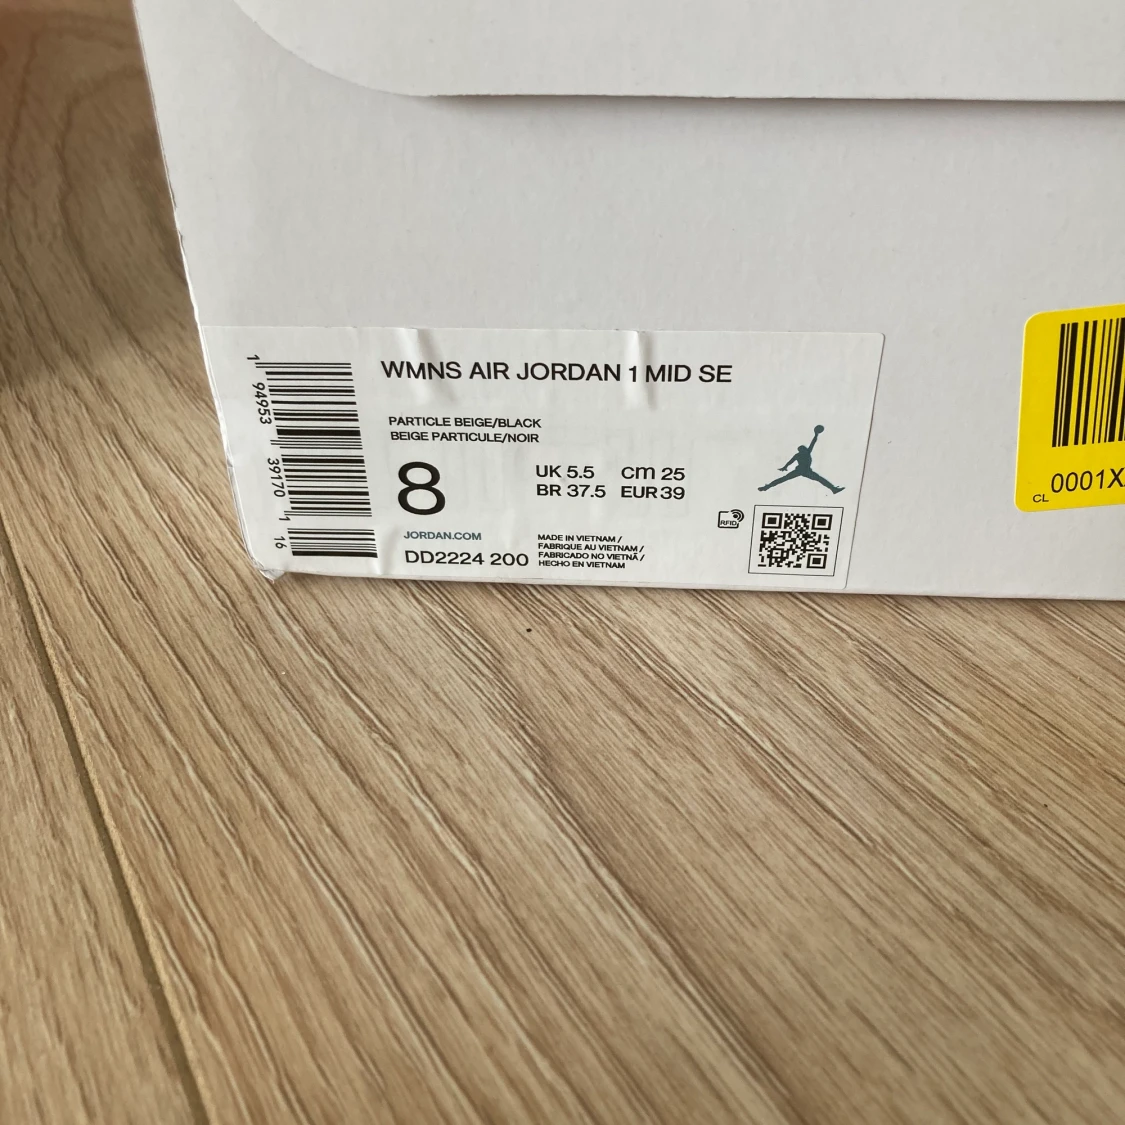 WMNS AIR JORDAN 1 MID SE
PARTICLE BEIGE/BLACK
BEIGE PARTICULE/NOIR
8
UK 5.5 cm 25
BR 37.5 EUR 39
JORDAN.COM
DD2224 200
MADE IN VIETNAM /
FABRIQUE AU VIETNAM /
FABRICADO NO VIETNÃ /
HECHO EN VIETNAM
RFID
1 94953 39170 1 16
CL 0001X